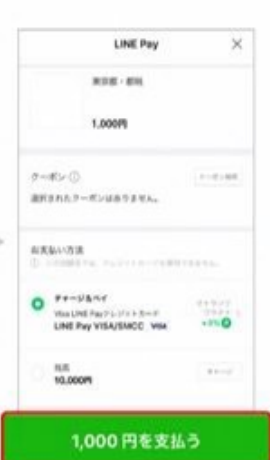 LINE Pay
東京都・都税
1,000円
クーポン
選択されたクーポンはありません。
お支払い方法
チャージ&ペイ
Visa LINE Payクレジットカード
LINE Pay VISA/SMCC VISA
残高
10,000円
チャージ
1,000 円を支払う